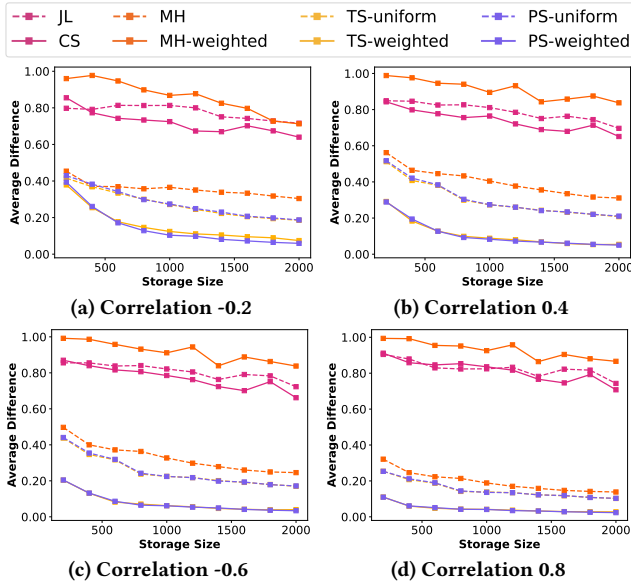 JL MH TS-uniform PS-uniform
CS MH-weighted TS-weighted PS-weighted
1.00 1.00
0.80 0.80
0.60 0.60
0.40 0.40
0.20 0.20
0.00 0.00
Average Difference Average Difference
500 1000 1500 2000 500 1000 1500 2000
Storage Size Storage Size
(a) Correlation -0.2 (b) Correlation 0.4
1.00 1.00
0.80 0.80
0.60 0.60
0.40 0.40
0.20 0.20
0.00 0.00
Average Difference Average Difference
500 1000 1500 2000 500 1000 1500 2000
Storage Size Storage Size
(c) Correlation -0.6 (d) Correlation 0.8